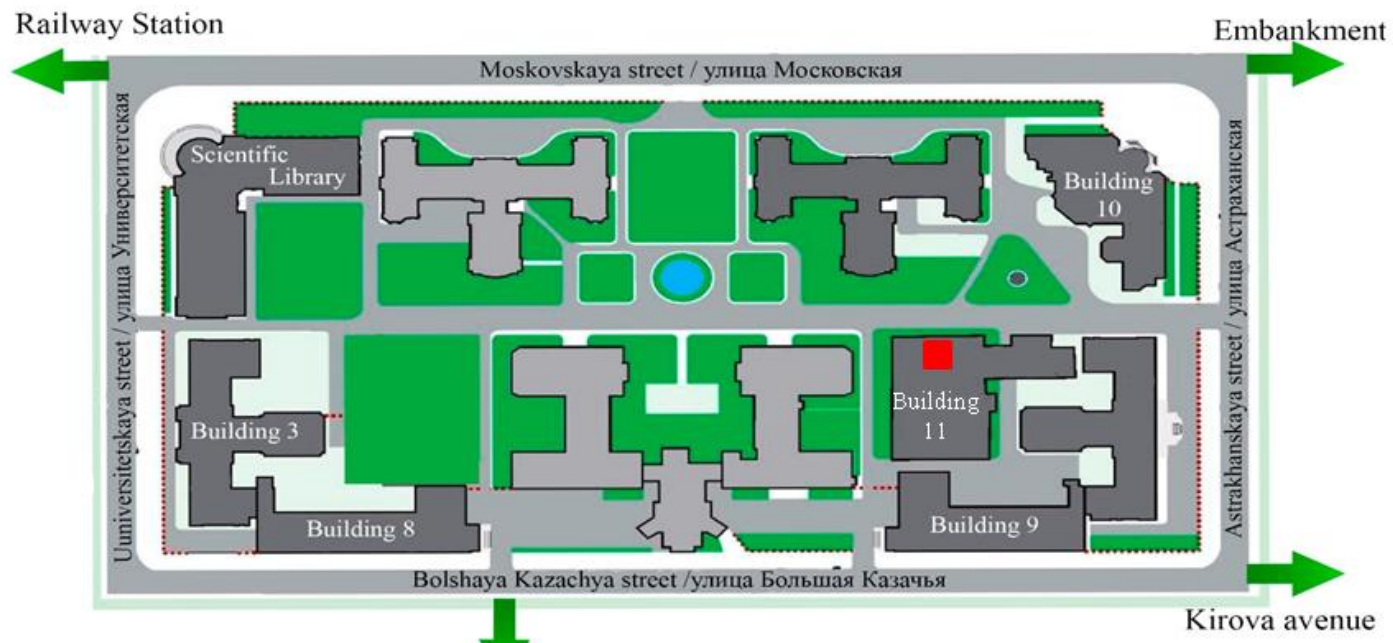 Railway Station
Embankment
Moskovskaya street / улица Московская
Uuniversitetskaya street / улица Университетская
Astrakhanskaya street / улица Астраханская
Scientific
Library
Building
10
Building 3
Building
11
Building 8
Building 9
Bolshaya Kazachya street /улица Большая Казачья
Kirova avenue